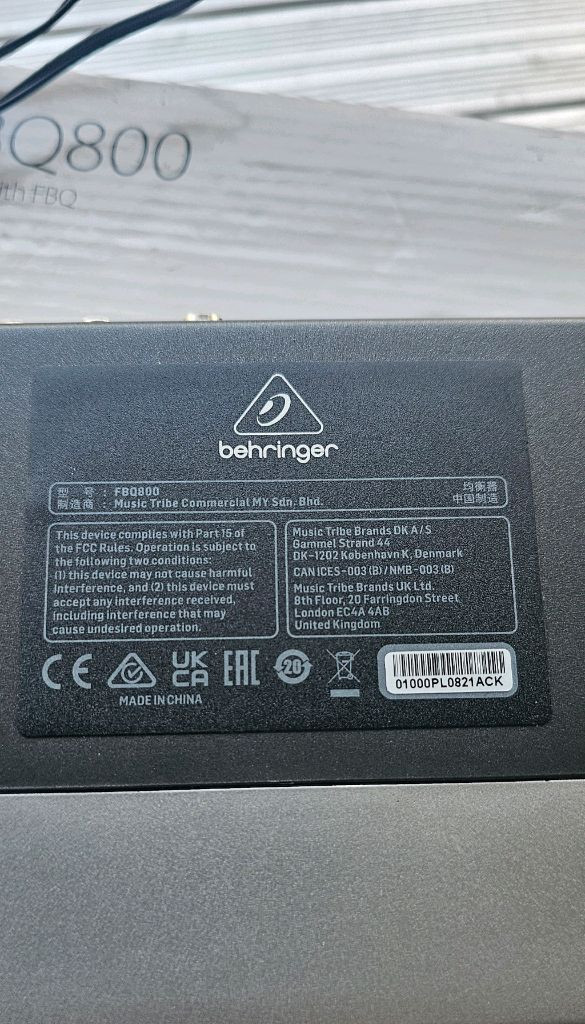 Q800
ith FBQ
behringer
型 号 : FBQ800 均衡器
制造商 : Music Tribe Commercial MY Sdn. Bhd. 中国制造
This device complies with Part 15 of
the FCC Rules. Operation is subject to
the following two conditions:
(1) this device may not cause harmful
interference, and (2) this device must
accept any interference received,
including interference that may
cause undesired operation.
Music Tribe Brands DK A/S
Gammel Strand 44
DK-1202 København K, Denmark
CAN ICES-003 (B) / NMB-003 (B)
Music Tribe Brands UK Ltd.
8th Floor, 20 Farringdon Street
London EC4A 4AB
United Kingdom
CE UK CA EAC 20
MADE IN CHINA
01000PL0821ACK